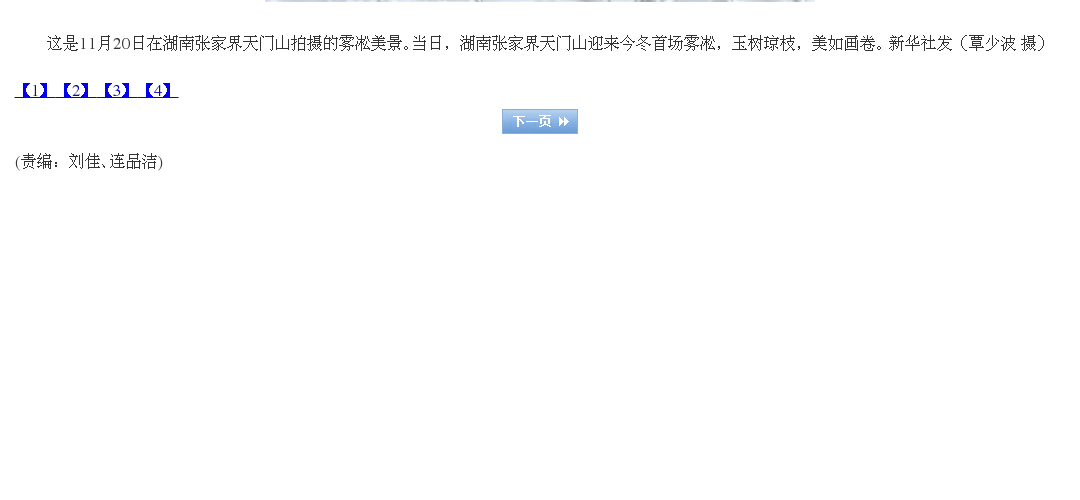 这是11月20日在湖南张家界天门山拍摄的雾凇美景。当日，湖南张家界天门山迎来今冬首场雾凇，玉树琼枝，美如画卷。新华社发（覃少波 摄）
【1】 【2】 【3】 【4】
下一页
(责编：刘佳、连品洁)